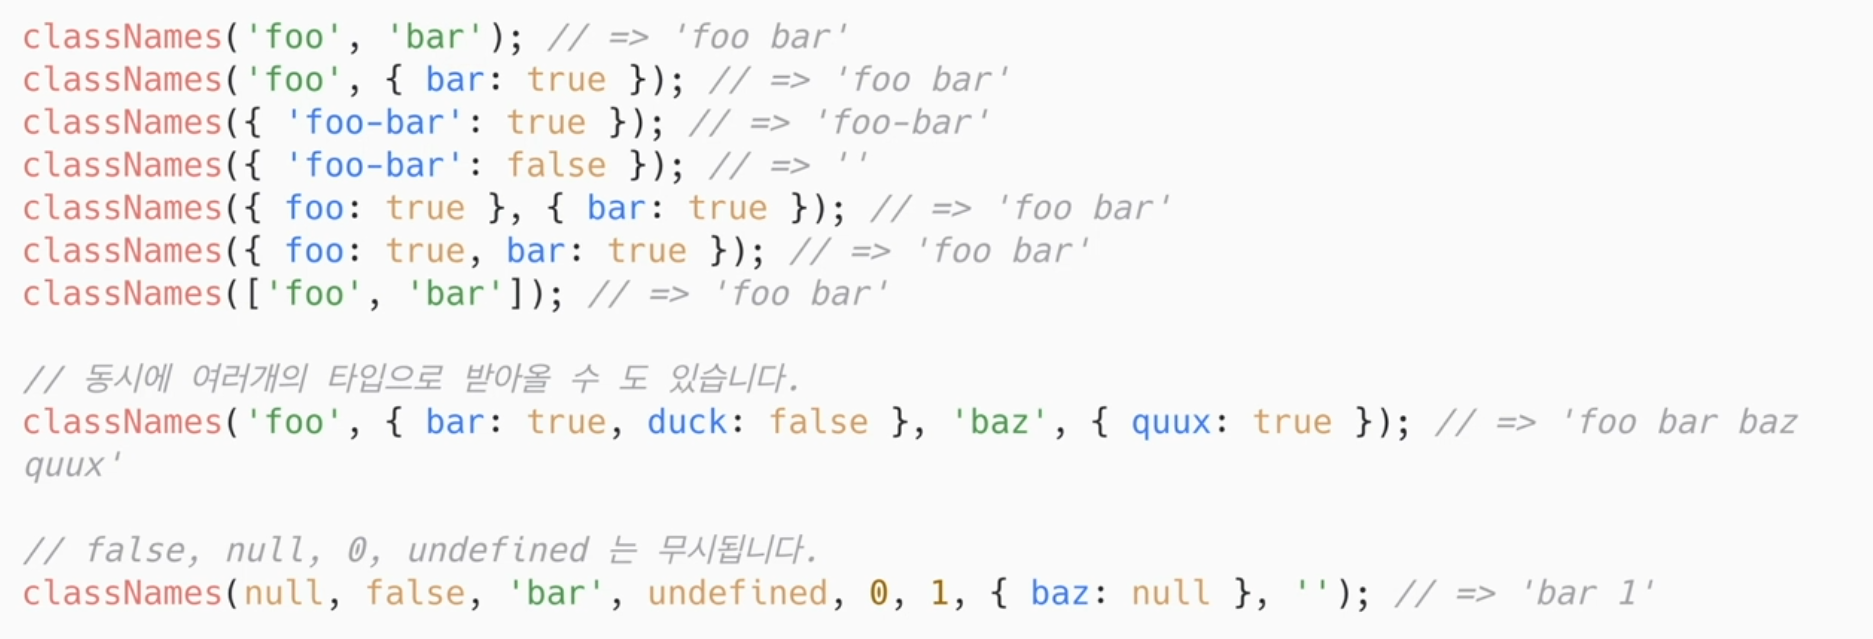 classNames('foo', 'bar'); // => 'foo bar'
classNames('foo', { bar: true }); // => 'foo bar'
classNames({ 'foo-bar': true }); // => 'foo-bar'
classNames({ 'foo-bar': false }); // => ''
classNames({ foo: true }, { bar: true }); // => 'foo bar'
classNames({ foo: true, bar: true }); // => 'foo bar'
classNames(['foo', 'bar']); // => 'foo bar'
// 동시에 여러개의 타입으로 받아올 수 도 있습니다.
classNames('foo', { bar: true, duck: false }, 'baz', { quux: true }); // => 'foo bar baz
quux'
// false, null, 0, undefined 는 무시됩니다.
classNames(null, false, 'bar', undefined, 0, 1, { baz: null }, ''); // => 'bar 1'